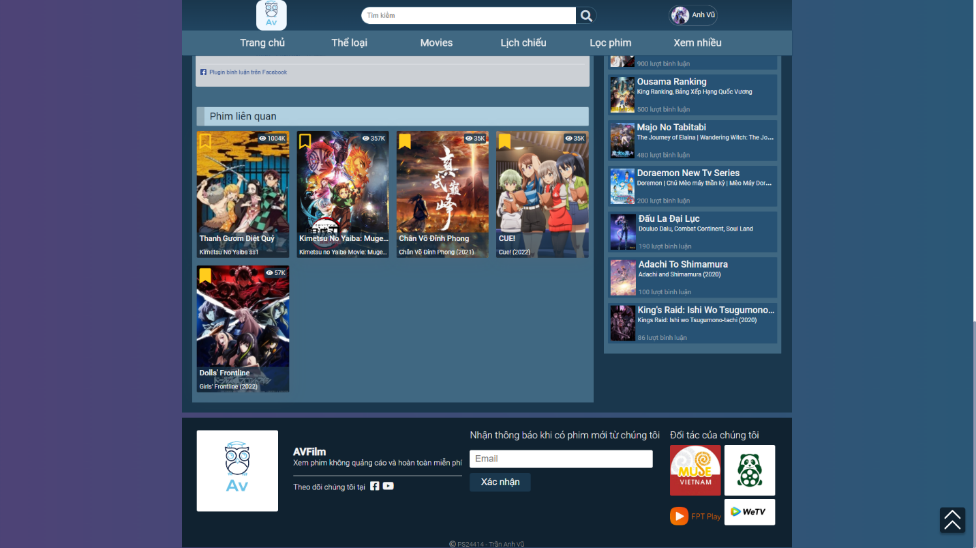 Av
Tìm kiếm
Anh Vũ
Trang chủ
Thể loại
Movies
Lịch chiếu
Lọc phim
Xem nhiều
Plugin bình luận trên Facebook
Phim liên quan
1004K
Thanh Gươm Diệt Quỷ
Kimetsu No Yaiba SS1
357K
Kimetsu No Yaiba: Muge...
Kimetsu no Yaiba Movie: Muge...
35K
真武巅峰
Chân Võ Đỉnh Phong
Chân Võ Đỉnh Phong (2021)
35K
CUE!
Cue! (2022)
57K
Dolls' Frontline
Girls' Frontline (2022)
900 lượt bình luận
Ousama Ranking
King Ranking, Bảng Xếp Hạng Quốc Vương
500 lượt bình luận
Majo No Tabitabi
The Journey of Elaina | Wandering Witch: The Jo...
480 lượt bình luận
Doraemon New Tv Series
Doremon | Chú Mèo máy thần kỳ | Mèo Máy Dor...
200 lượt bình luận
Đấu La Đại Lục
Douluo Dalu, Combat Continent, Soul Land
190 lượt bình luận
Adachi To Shimamura
Adachi and Shimamura (2020)
100 lượt bình luận
King's Raid: Ishi Wo Tsugumono...
Kings Raid: Ishi wo Tsugumono-tachi (2020)
86 lượt bình luận
Av
AVFilm
Xem phim không quảng cáo và hoàn toàn miễn phí
Theo dõi chúng tôi tại
Nhận thông báo khi có phim mới từ chúng tôi
Email
Xác nhận
Đối tác của chúng tôi
MUSE
VIETNAM
FPT Play
WeTV
© PS24414 - Trần Anh Vũ